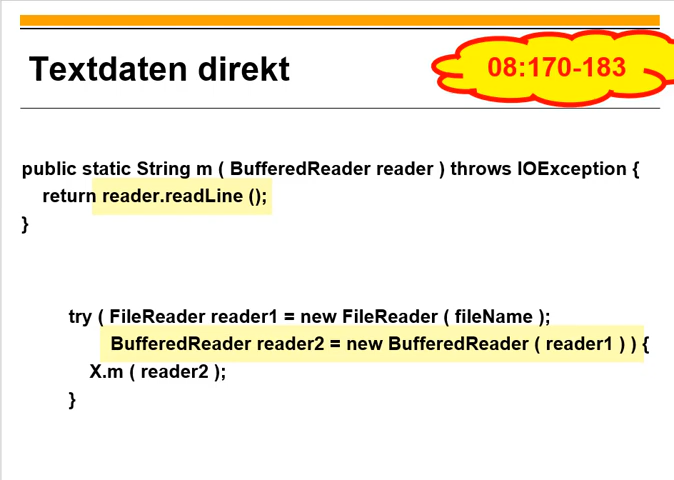 Textdaten direkt
08:170-183
public static String m ( BufferedReader reader ) throws IOException {
return reader.readLine ();
}
try ( FileReader reader1 = new FileReader ( fileName );
BufferedReader reader2 = new BufferedReader ( reader1 ) ) {
X.m ( reader2 );
}